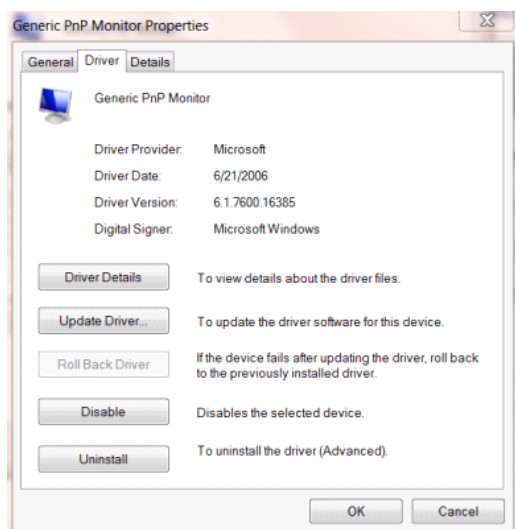 Generic PnP Monitor Properties
General Driver Details
Generic PnP Monitor
Driver Provider: Microsoft
Driver Date: 6/21/2006
Driver Version: 6.1.7600.16385
Digital Signer: Microsoft Windows
Driver Details To view details about the driver files.
Update Driver... To update the driver software for this device.
Roll Back Driver If the device fails after updating the driver, roll back
to the previously installed driver.
Disable Disables the selected device.
Uninstall To uninstall the driver (Advanced).
OK Cancel